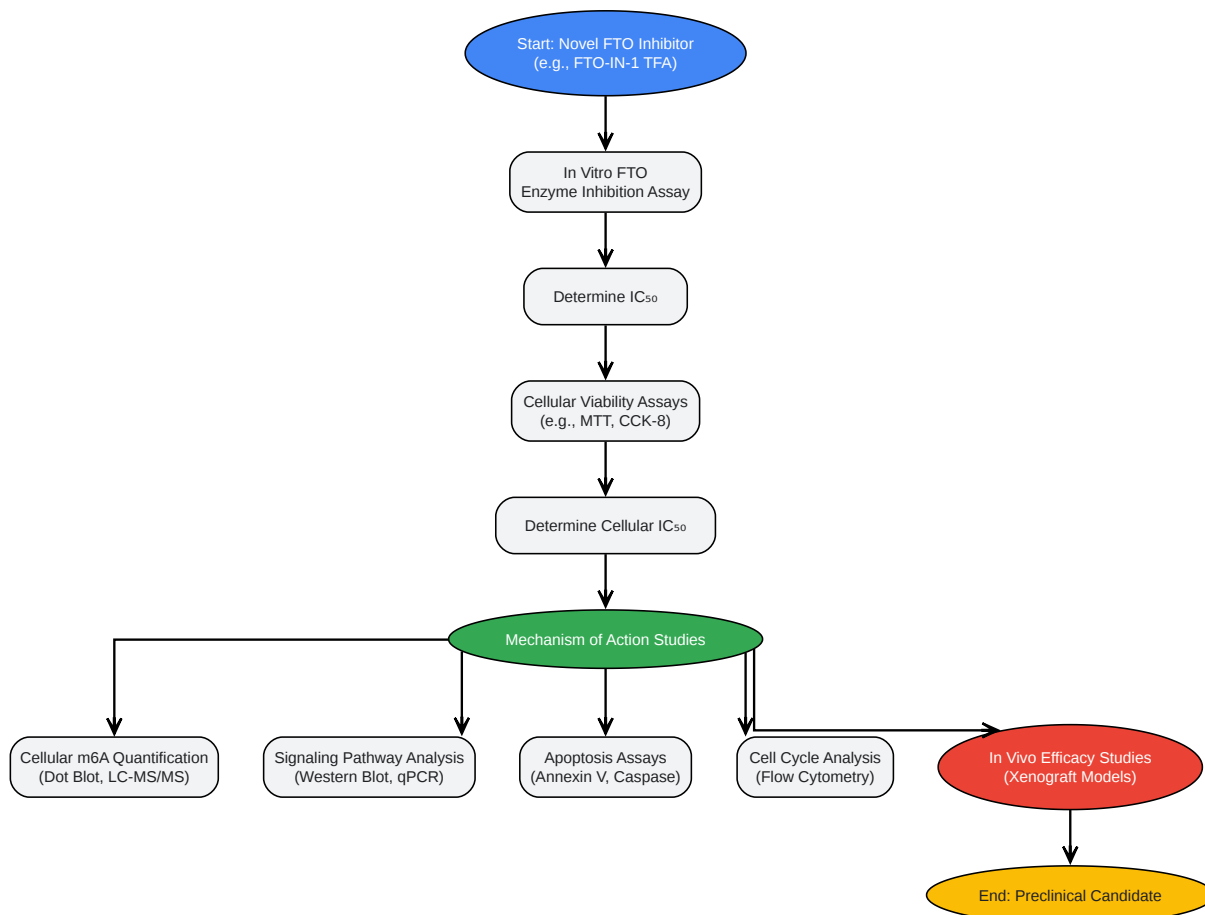 Start: Novel FTO Inhibitor
(e.g., FTO-IN-1 TFA)
In Vitro FTO
Enzyme Inhibition Assay
Determine IC₅₀
Cellular Viability Assays
(e.g., MTT, CCK-8)
Determine Cellular IC₅₀
Mechanism of Action Studies
Cellular m6A Quantification
(Dot Blot, LC-MS/MS)
Signaling Pathway Analysis
(Western Blot, qPCR)
Apoptosis Assays
(Annexin V, Caspase)
Cell Cycle Analysis
(Flow Cytometry)
In Vivo Efficacy Studies
(Xenograft Models)
End: Preclinical Candidate